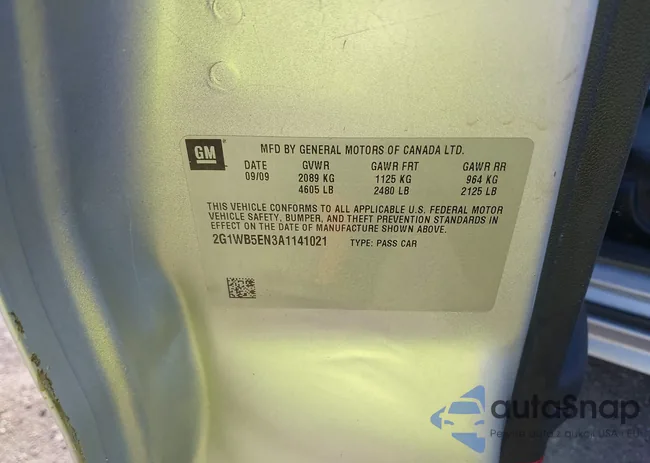 GM
MFD BY GENERAL MOTORS OF CANADA LTD.
DATE GVWR GAWR FRT GAWR RR
09/09 2089 KG 1125 KG 964 KG
4605 LB 2480 LB 2125 LB
THIS VEHICLE CONFORMS TO ALL APPLICABLE U.S. FEDERAL MOTOR
VEHICLE SAFETY, BUMPER, AND THEFT PREVENTION STANDARDS IN
EFFECT ON THE DATE OF MANUFACTURE SHOWN ABOVE.
2G1WB5EN3A1141021 TYPE: PASS CAR
autoSnap